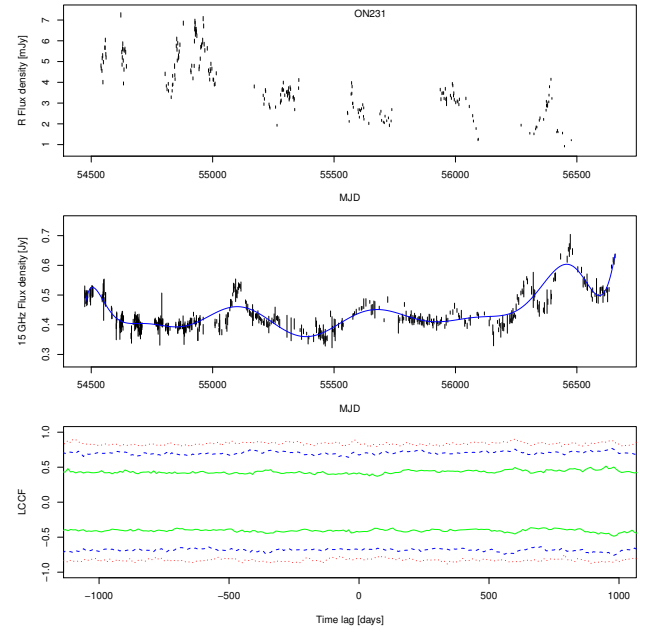 ON231
R Flux density [mJy]
7
6
5
4
3
2
1
54500 55000 55500 56000 56500
MJD
15 GHz Flux density [Jy]
0.7
0.6
0.5
0.4
0.3
54500 55000 55500 56000 56500
MJD
LCCF
1.0
0.5
0.0
−0.5
−1.0
−1000 −500 0 500 1000
Time lag [days]